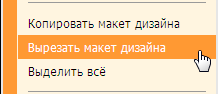 Копировать макет дизайна
Вырезать макет дизайна
Выделить всё